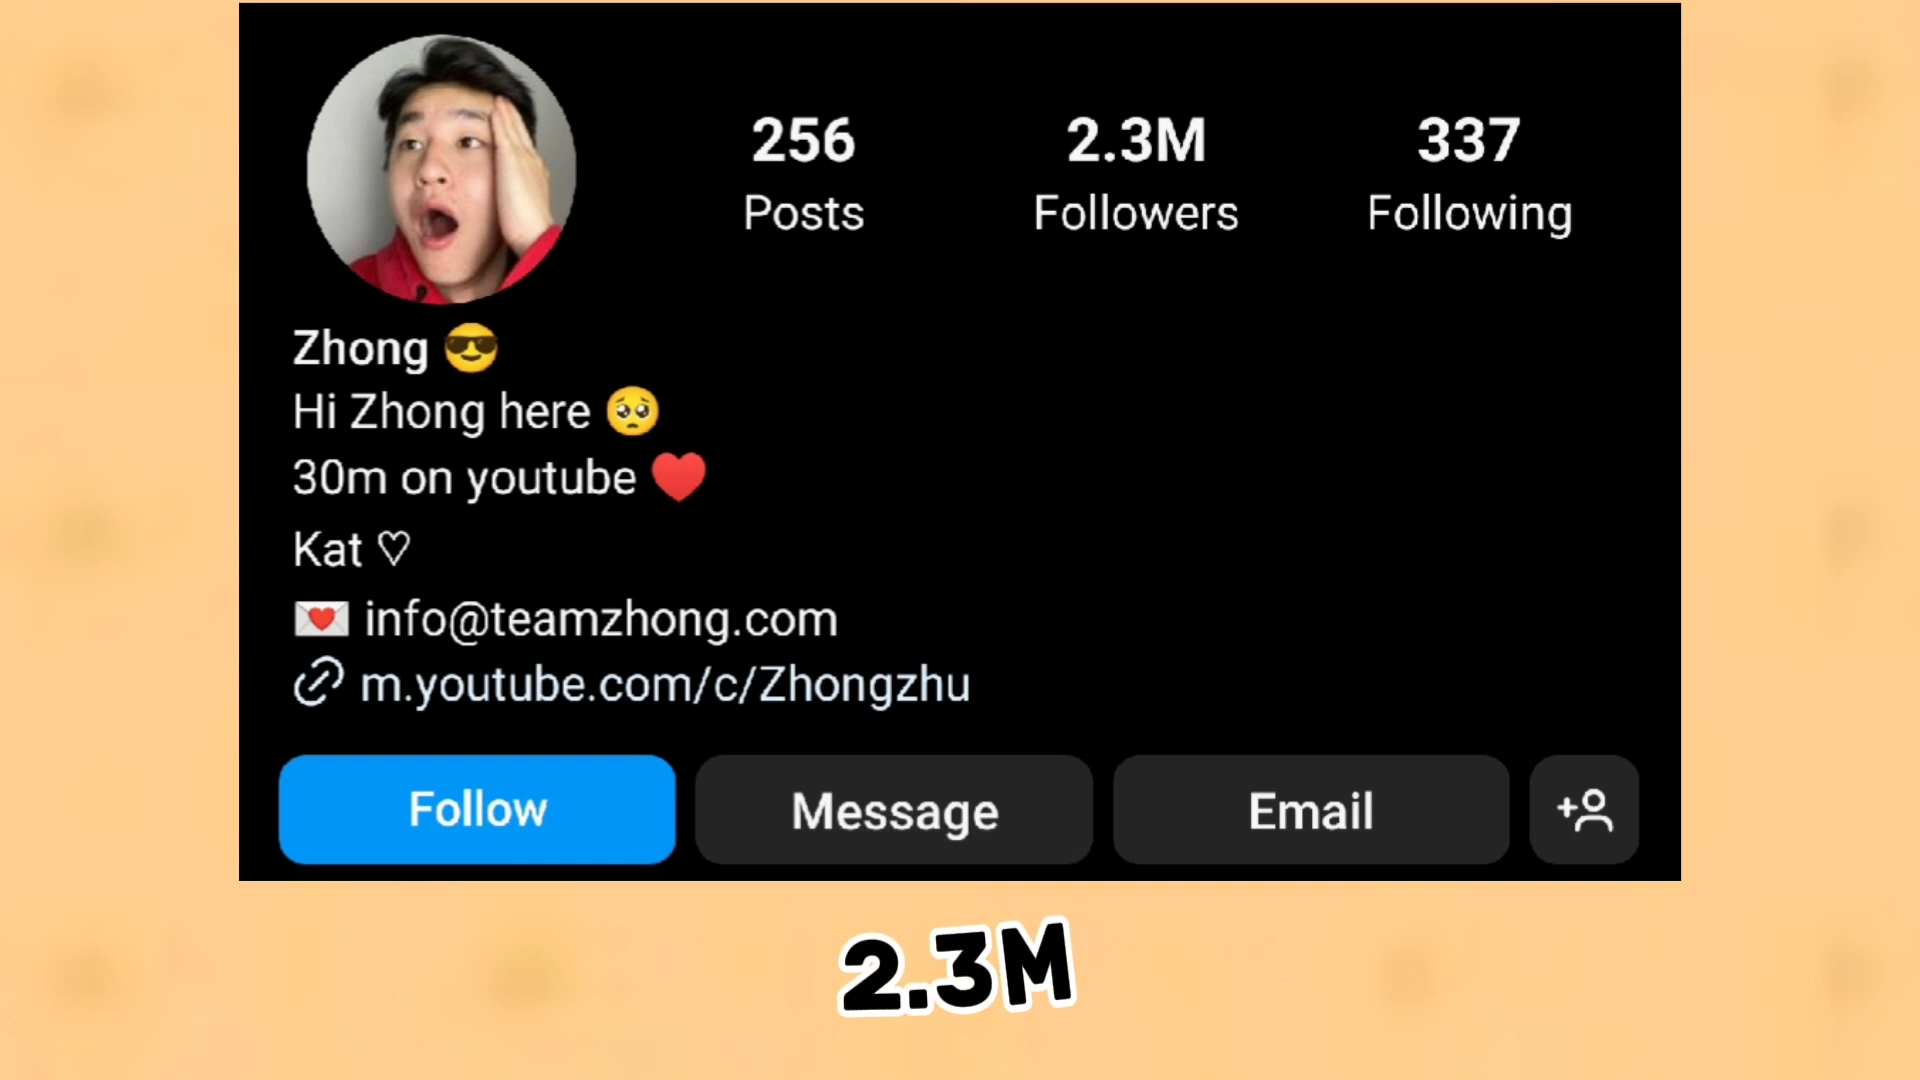 256 2.3M 337
Posts Followers Following
Zhong 😎
Hi Zhong here 🥺
30m on youtube ❤️
Kat ♡
💌 info@teamzhong.com
m.youtube.com/c/Zhongzhu
Follow Message Email
2.3M